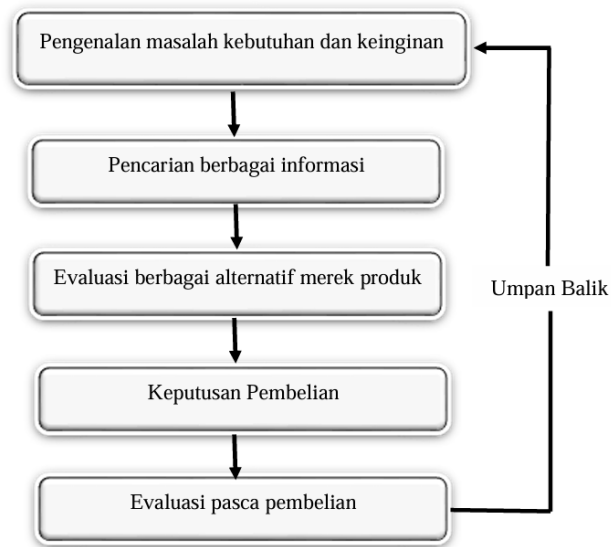 Pengenalan masalah kebutuhan dan keinginan
Pencarian berbagai informasi
Evaluasi berbagai alternatif merek produk
Umpan Balik
Keputusan Pembelian
Evaluasi pasca pembelian